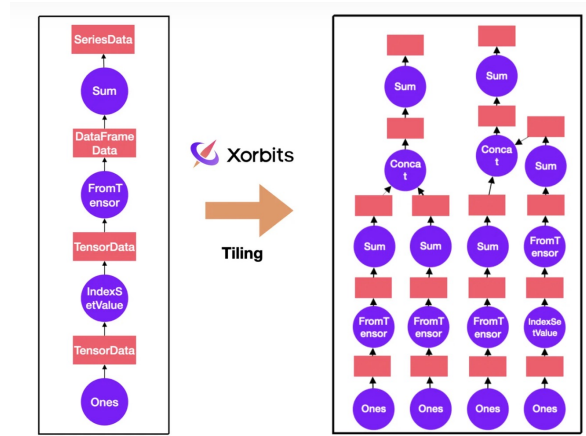 SeriesData
Sum
DataFrame
Data
FromT
ensor
TensorData
IndexS
etValue
TensorData
Ones
Xorbits
Tiling
Sum
Sum
Conca
t
Conca
t
Sum
Sum
Sum
Sum
FromT
ensor
FromT
ensor
FromT
ensor
FromT
ensor
IndexSe
tValue
Ones
Ones
Ones
Ones